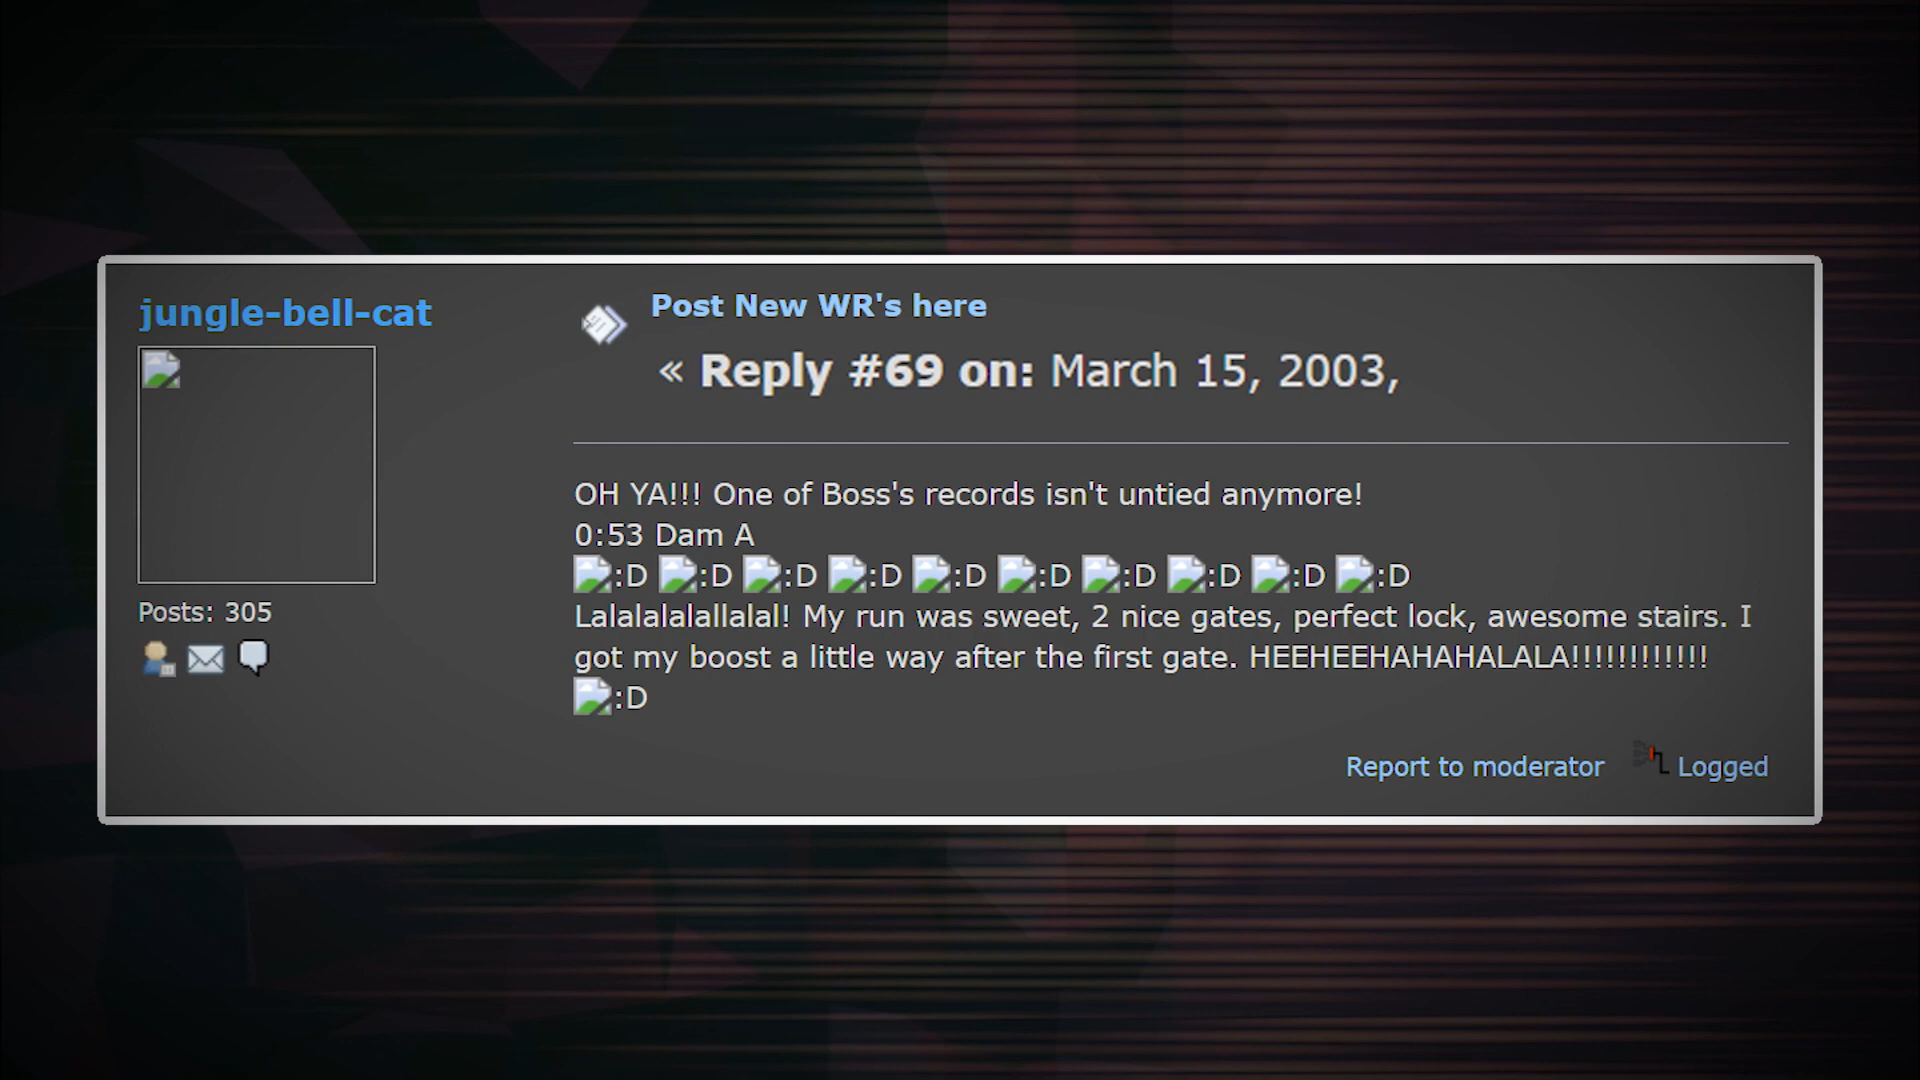 jungle-bell-cat
Posts: 305
Post New WR's here
« Reply #69 on: March 15, 2003,
OH YA!!! One of Boss's records isn't untied anymore!
0:53 Dam A
:D :D :D :D :D :D :D :D :D :D
Lalalalalallalal! My run was sweet, 2 nice gates, perfect lock, awesome stairs. I
got my boost a little way after the first gate. HEEHEEHAHAHALALA!!!!!!!!!!!!
:D
Report to moderator Logged